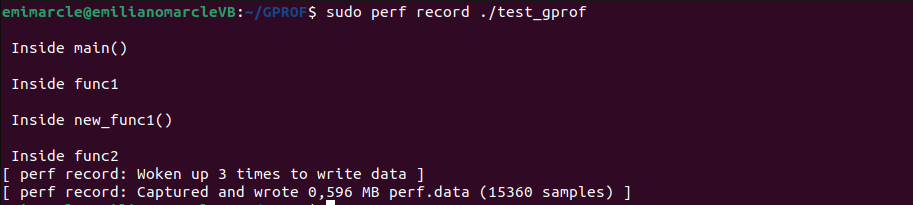 emimarcle@emilianomarcleVB:~/GPROF$ sudo perf record ./test_gprof
Inside main()
Inside func1
Inside new_func1()
Inside func2
[ perf record: Woken up 3 times to write data ]
[ perf record: Captured and wrote 0,596 MB perf.data (15360 samples) ]